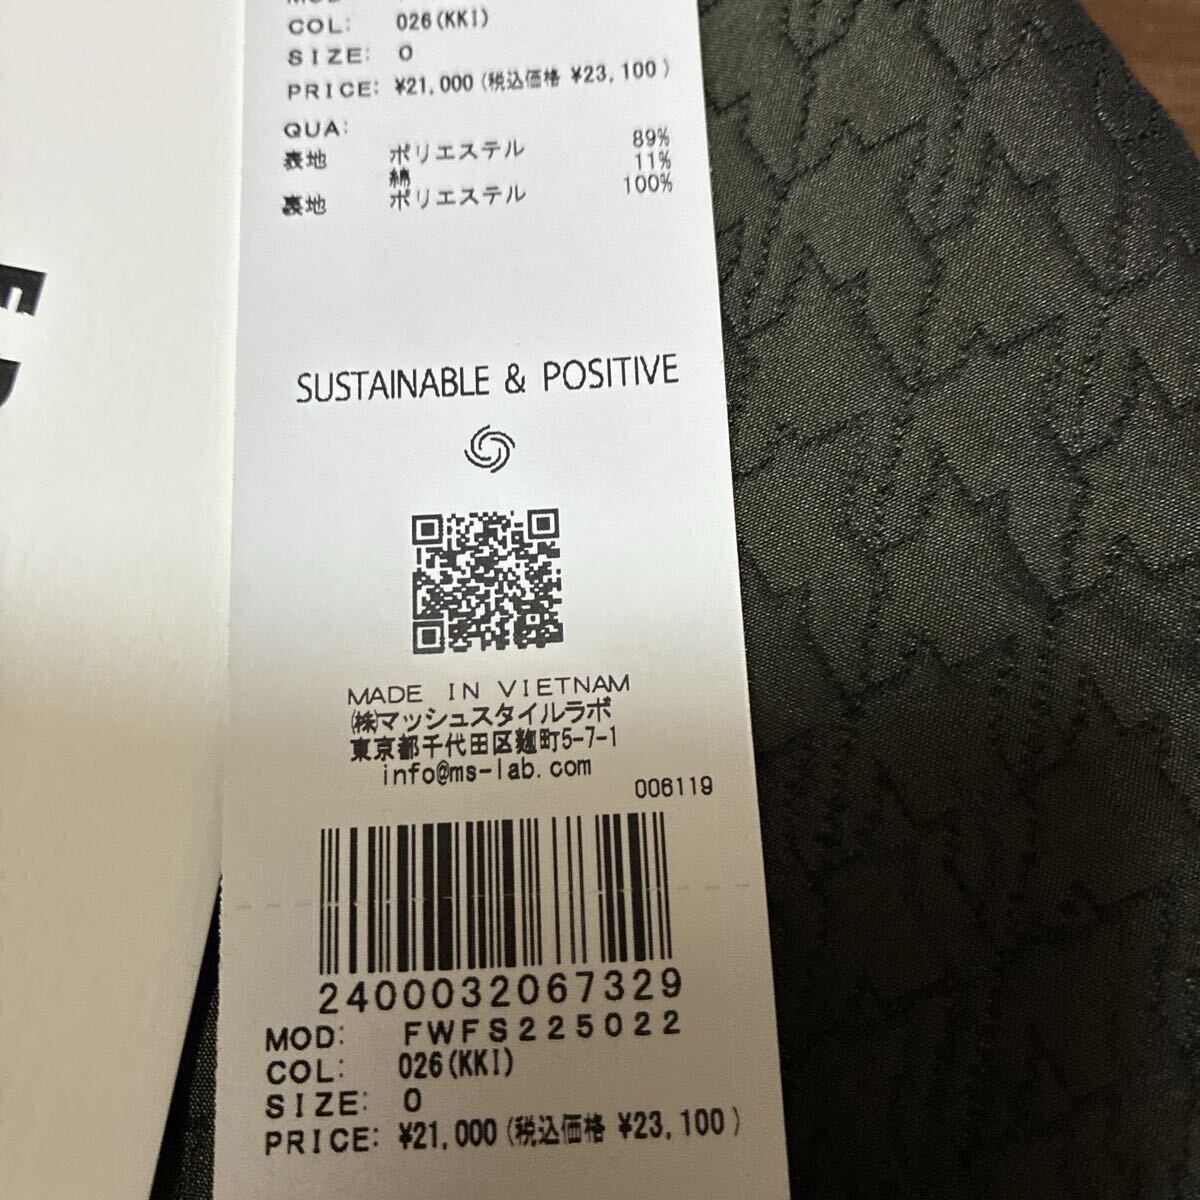 COL: 026(KKI)
SIZE: 0
PRICE: ¥21,000(税込価格 ¥23,100)
QUA:
表地 ポリエステル 89%
綿 11%
裏地 ポリエステル 100%
SUSTAINABLE & POSITIVE
MADE IN VIETNAM
㈱マッシュスタイルラボ
東京都千代田区麹町5-7-1
info@ms-lab.com
006119
2400032067329
MOD: FWFS225022
COL: 026(KKI)
SIZE: 0
PRICE: ¥21,000(税込価格 ¥23,100)